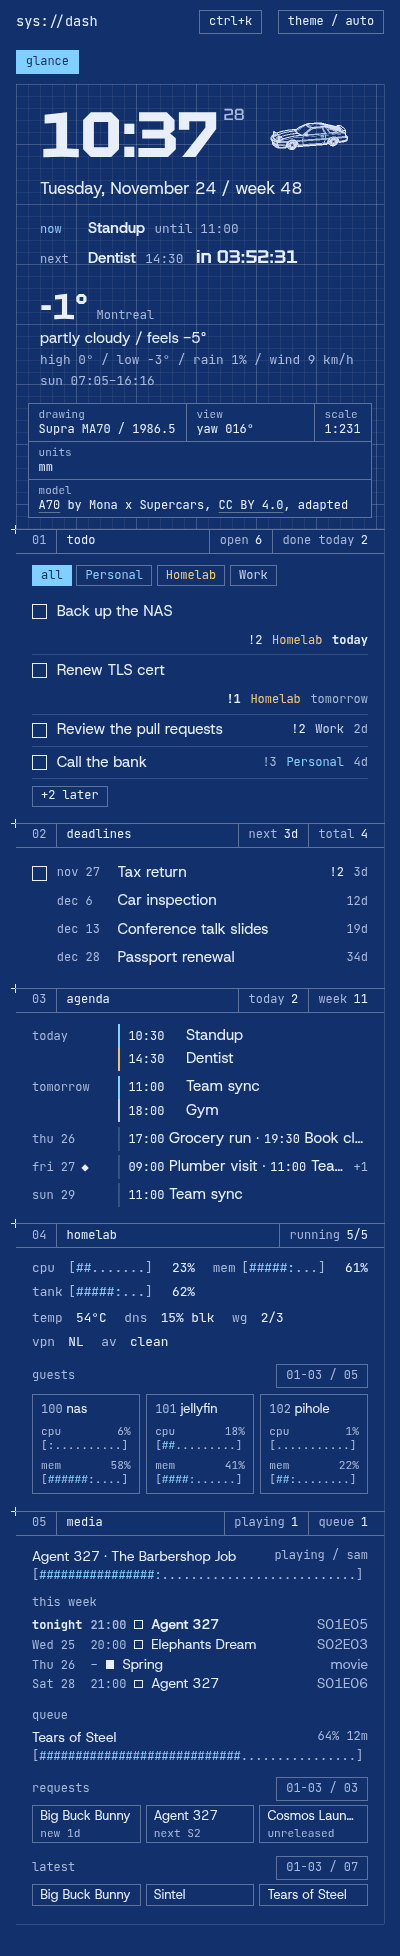 sys://dash ctrl+k theme / auto
glance
10:37 28
Tuesday, November 24 / week 48
now Standup until 11:00
next Dentist 14:30 in 03:52:31
-1° Montreal
partly cloudy / feels −5°
high 0° / low -3° / rain 1% / wind 9 km/h
sun 07:05–16:16
drawing view scale
Supra MA70 / 1986.5 yaw 016° 1:231
units
mm
model
A70 by Mona x Supercars, CC BY 4.0, adapted
01 todo open 6 done today 2
all Personal Homelab Work
Back up the NAS
!2 Homelab today
Renew TLS cert
!1 Homelab tomorrow
Review the pull requests !2 Work 2d
Call the bank !3 Personal 4d
+2 later
02 deadlines next 3d total 4
nov 27 Tax return !2 3d
dec 6 Car inspection 12d
dec 13 Conference talk slides 19d
dec 28 Passport renewal 34d
03 agenda today 2 week 11
today 10:30 Standup
14:30 Dentist
tomorrow 11:00 Team sync
18:00 Gym
thu 26 17:00 Grocery run · 19:30 Book cl…
fri 27 ◆ 09:00 Plumber visit · 11:00 Tea… +1
sun 29 11:00 Team sync
04 homelab running 5/5
cpu [##.......] 23% mem [#####:...] 61%
tank [#####:...] 62%
temp 54°C dns 15% blk wg 2/3
vpn NL av clean
guests 01-03 / 05
100 nas 101 jellyfin 102 pihole
cpu 6% cpu 18% cpu 1%
[:..........] [##.........] [...........]
mem 58% mem 41% mem 22%
[######:....] [####:......] [##:........]
05 media playing 1 queue 1
Agent 327 · The Barbershop Job playing / sam
[################:...........................]
this week
tonight 21:00 Agent 327 S01E05
Wed 25 20:00 Elephants Dream S02E03
Thu 26 – Spring movie
Sat 28 21:00 Agent 327 S01E06
queue
Tears of Steel 64% 12m
[############################................]
requests 01-03 / 03
Big Buck Bunny Agent 327 Cosmos Laun…
new 1d next S2 unreleased
latest 01-03 / 07
Big Buck Bunny Sintel Tears of Steel